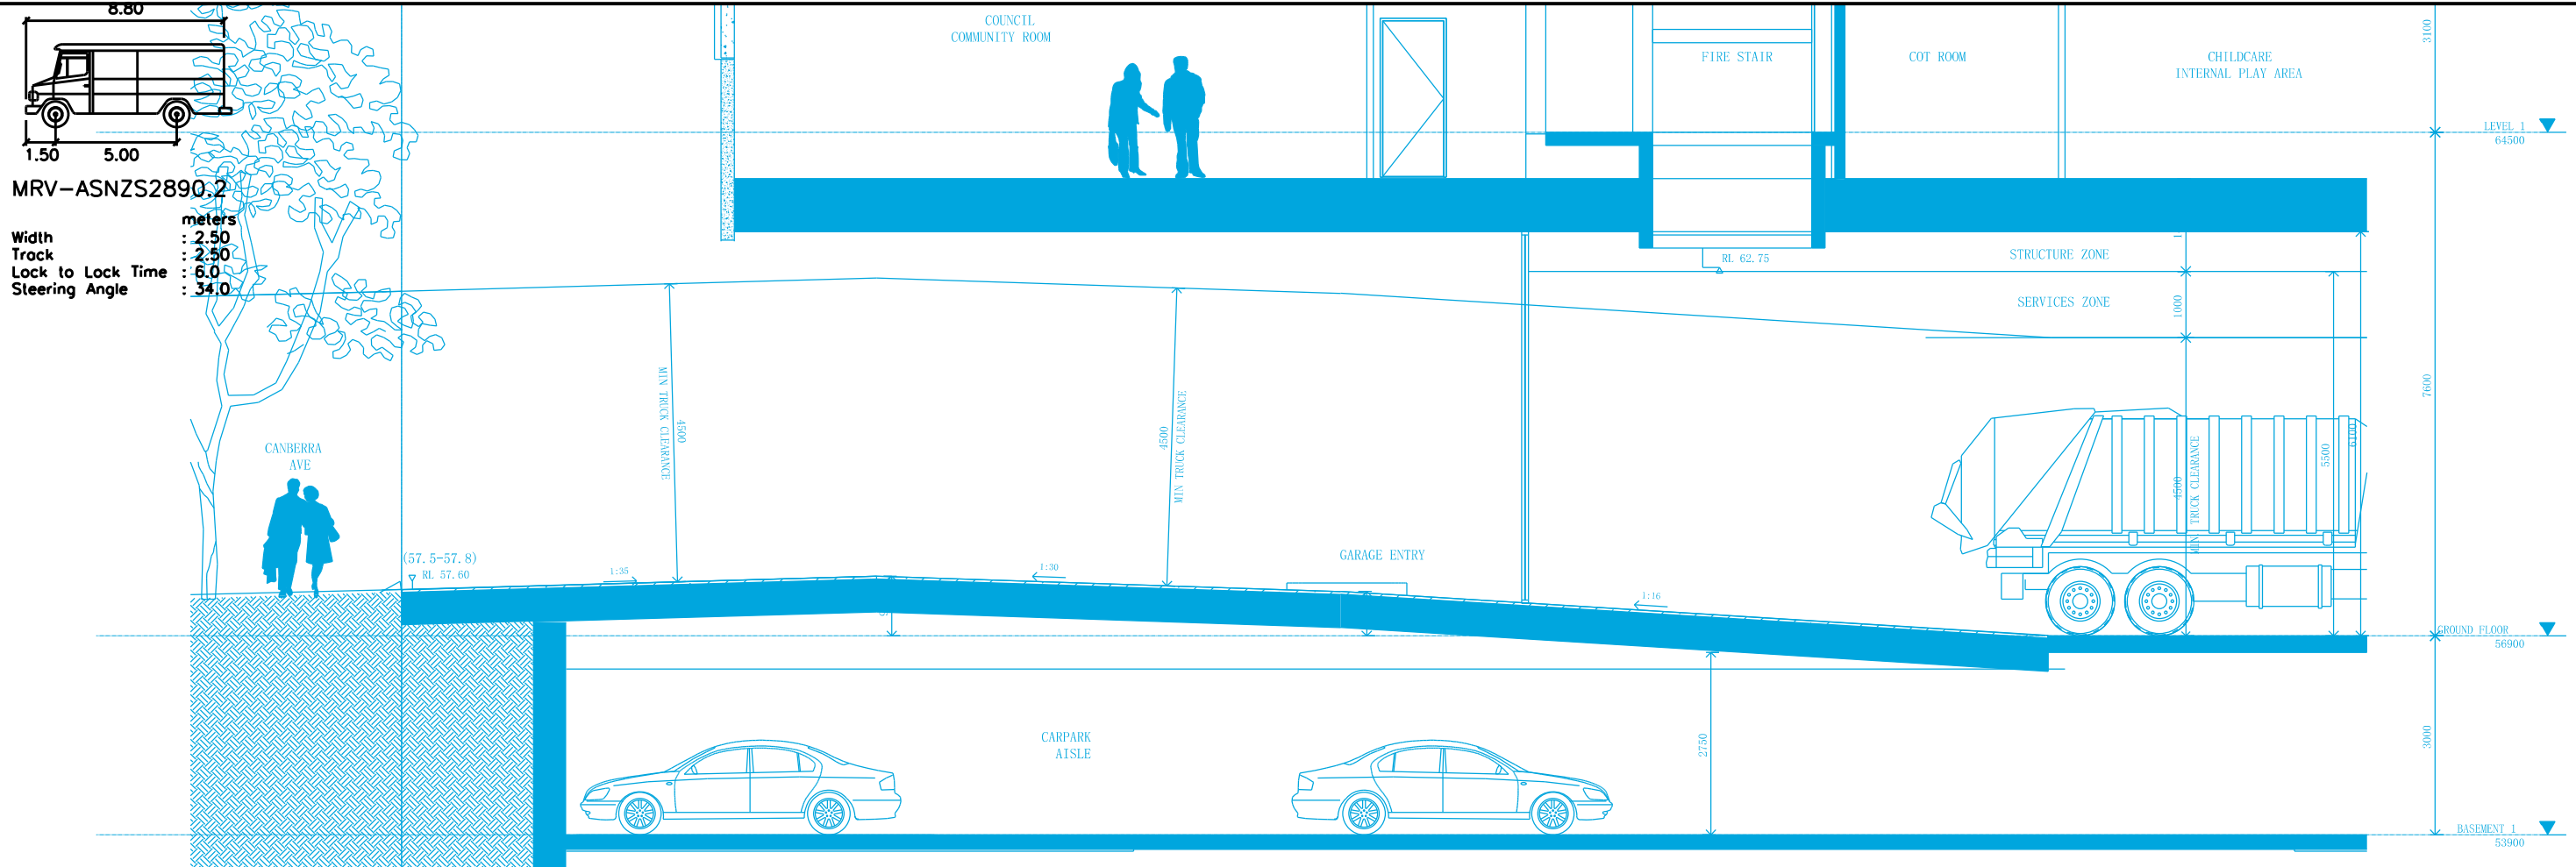 8.80
1.50
5.00
MRV-ASNZS2890.2
meters
Width : 2.50
Track : 2.50
Lock to Lock Time : 6.0
Steering Angle : 34.0
COUNCIL
COMMUNITY ROOM
FIRE STAIR
COT ROOM
CHILDCARE
INTERNAL PLAY AREA
3100
LEVEL 1
64500
RL 62.75
STRUCTURE ZONE
SERVICES ZONE
1000
7600
MIN TRUCK CLEARANCE
4500
4500
MIN TRUCK CLEARANCE
4500
MIN TRUCK CLEARANCE
5500
6100
CANBERRA
AVE
(57.5-57.8)
RL 57.60
1:35
1:30
GARAGE ENTRY
1:16
GROUND FLOOR
56900
CARPARK
AISLE
2750
3000
BASEMENT 1
53900